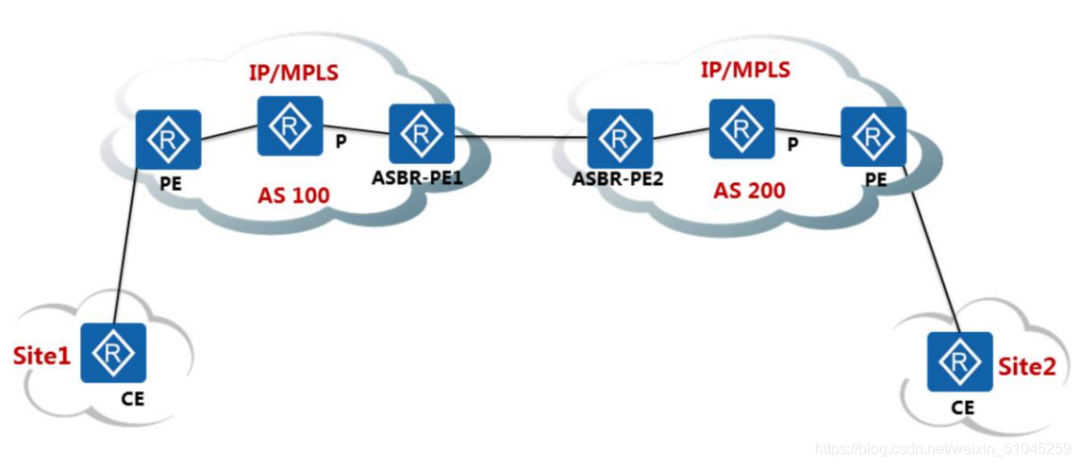 IP/MPLS
IP/MPLS
R
R
R
R
R
R
P
P
PE
ASBR-PE1
ASBR-PE2
PE
AS 100
AS 200
Site1
R
CE
R
Site2
CE
https://blog.csdn.net/weixin_51045259